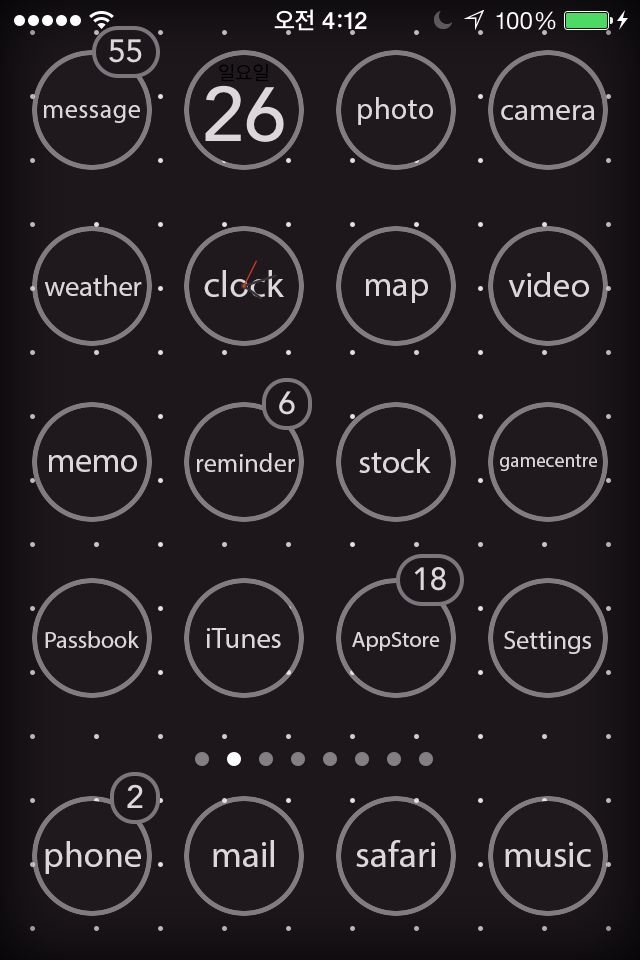 오전 4:12 100%
55
message
일요일
26
photo
camera
weather
clock
map
video
memo
6
reminder
stock
gamecentre
Passbook
iTunes
18
AppStore
Settings
2
phone
mail
safari
music